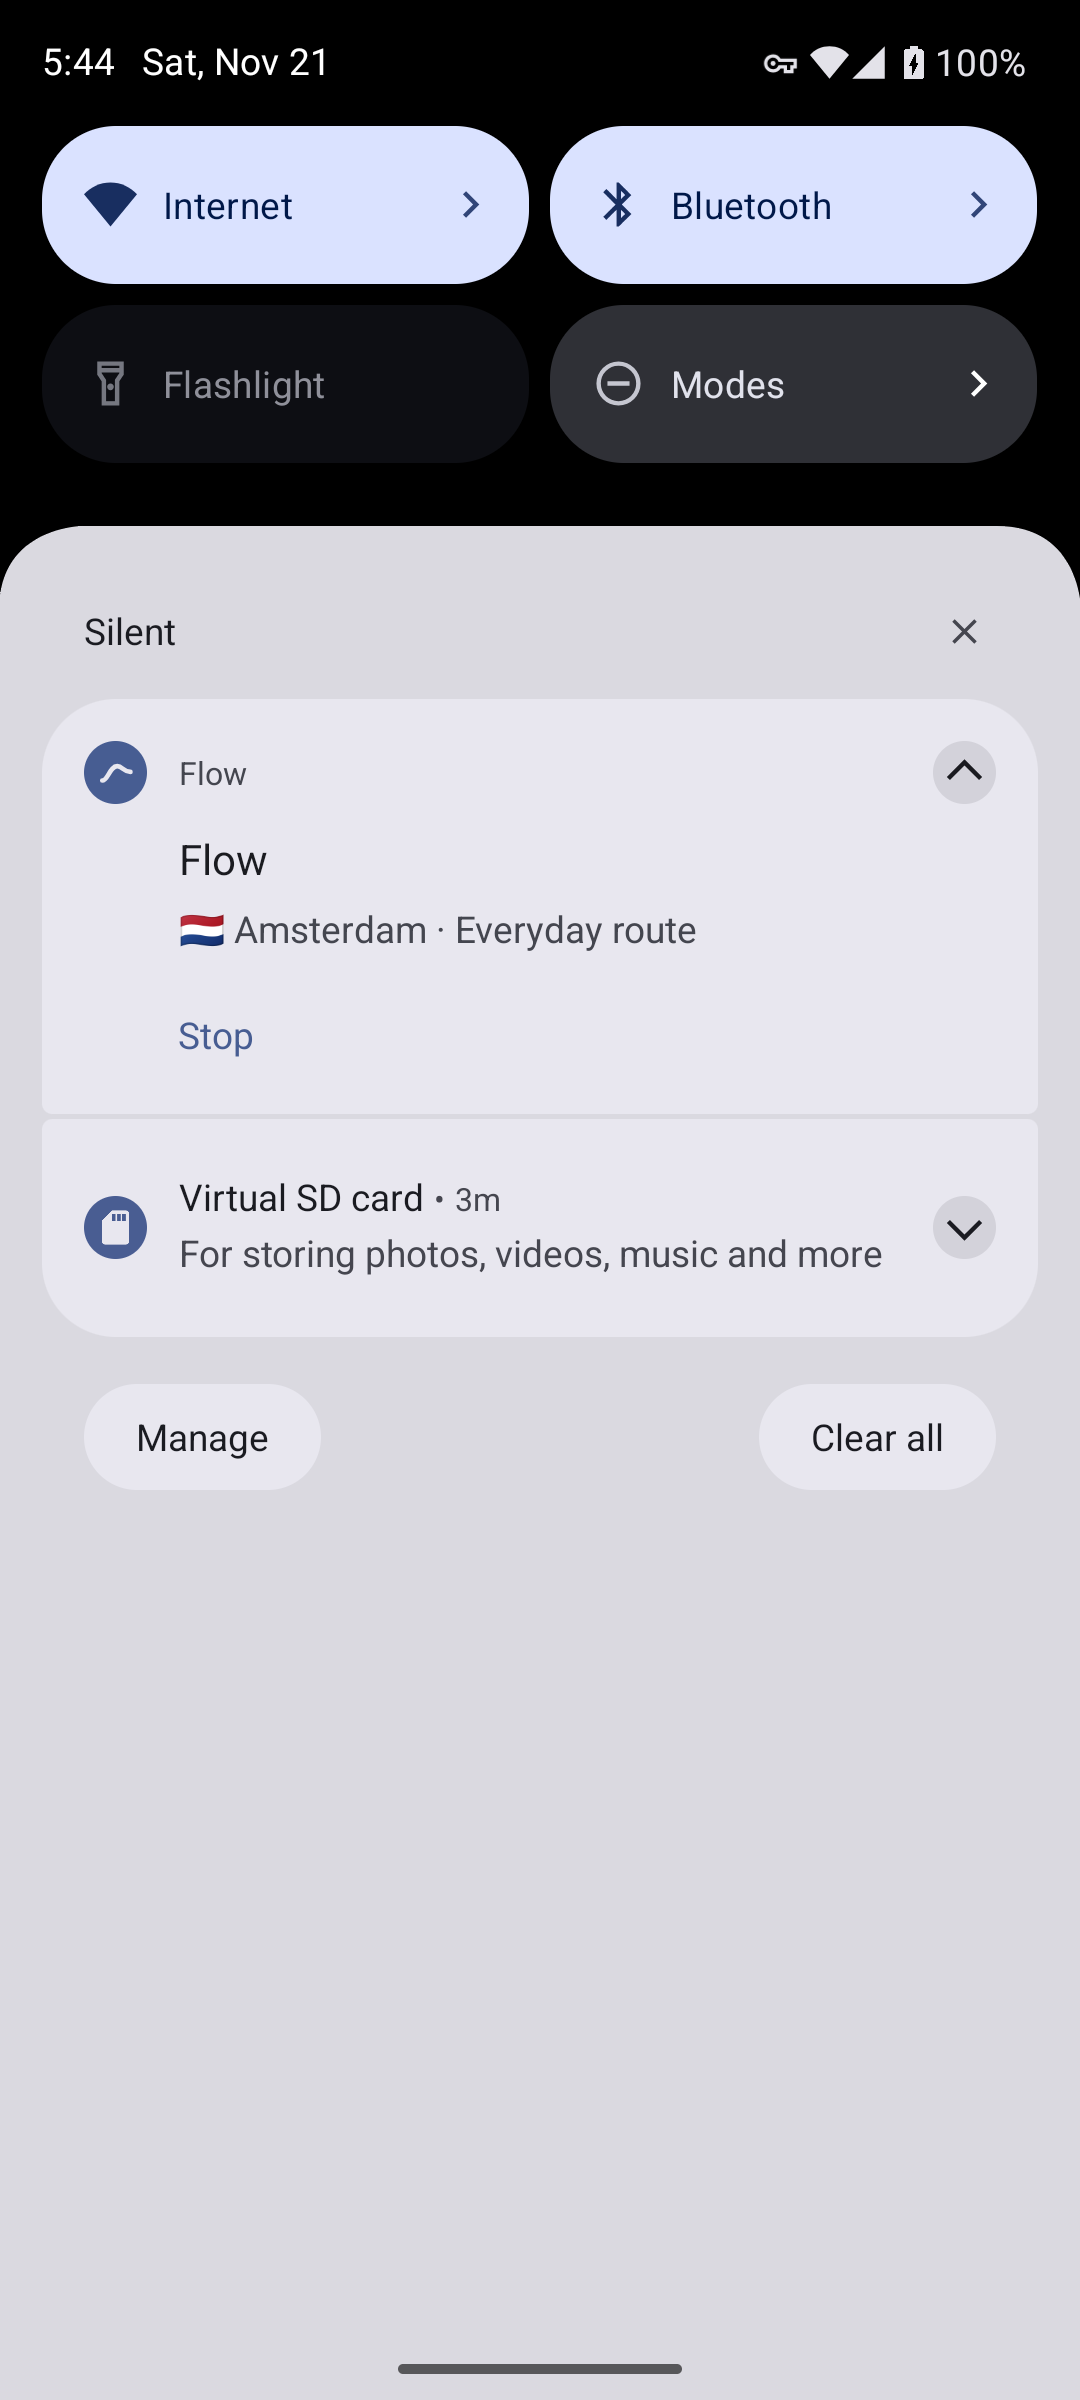 5:44 Sat, Nov 21 100%
Internet Bluetooth
Flashlight Modes
Silent
Flow
Flow
🇳🇱 Amsterdam · Everyday route
Stop
Virtual SD card • 3m
For storing photos, videos, music and more
Manage Clear all